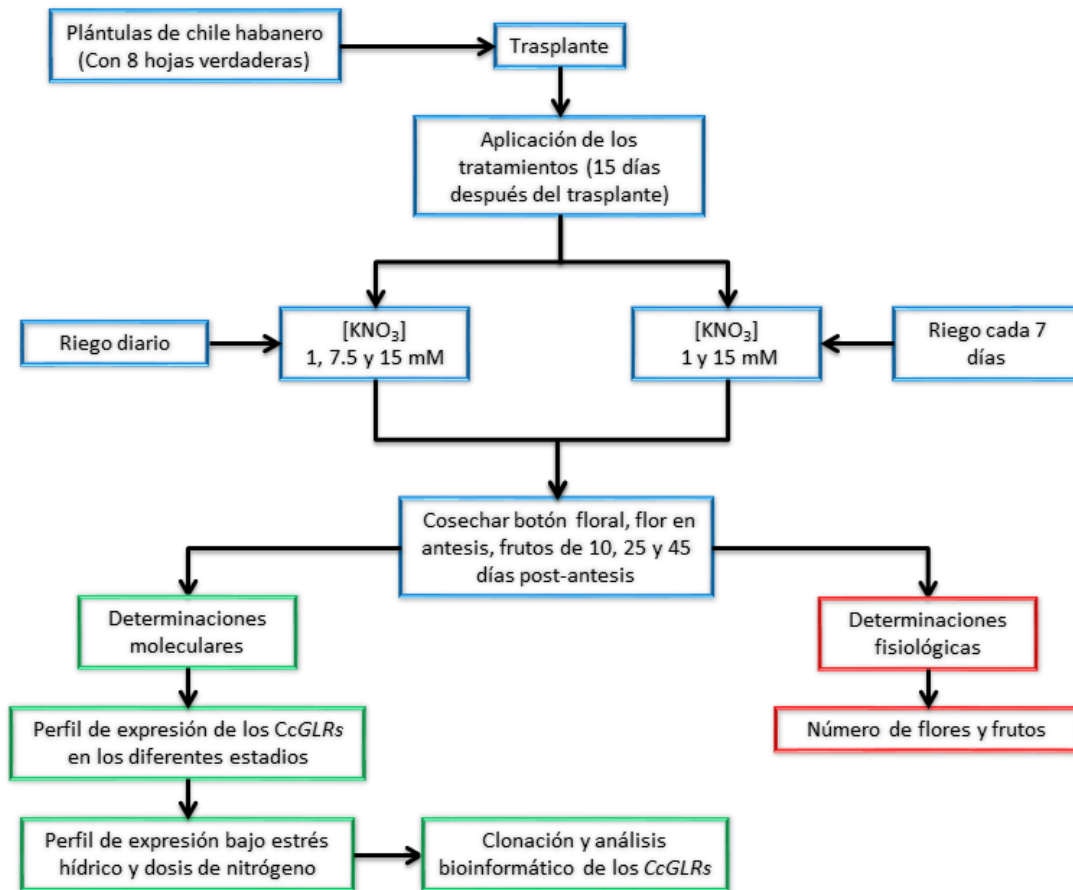 Plántulas de chile habanero
(Con 8 hojas verdaderas)
Trasplante
Aplicación de los
tratamientos (15 días
después del trasplante)
Riego diario
[KNO₃]
1, 7.5 y 15 mM
[KNO₃]
1 y 15 mM
Riego cada 7
días
Cosechar botón floral, flor en
antesis, frutos de 10, 25 y 45
días post-antesis
Determinaciones
moleculares
Determinaciones
fisiológicas
Perfil de expresión de los CcGLRs
en los diferentes estadios
Número de flores y frutos
Perfil de expresión bajo estrés
hídrico y dosis de nitrógeno
Clonación y análisis
bioinformático de los CcGLRs